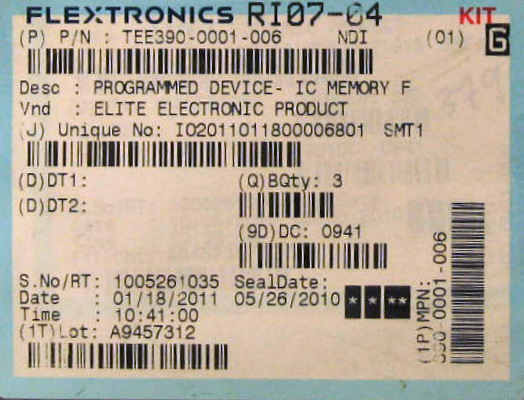 FLEXTRONICS RI07-64 KIT
(P) P/N : TEE390-0001-006 NDI (01) G
Desc : PROGRAMMED DEVICE- IC MEMORY F
Vnd : ELITE ELECTRONIC PRODUCT
(J) Unique No: IO2011011800006801 SMT1
(D)DT1: (Q)BQty: 3
(D)DT2:
(9D)DC: 0941
S.No/RT: 1005261035 SealDate:
Date : 01/18/2011 05/26/2010 * * **
Time : 10:41:00
(1T)Lot: A9457312
(1P)MPN:
-0001-006